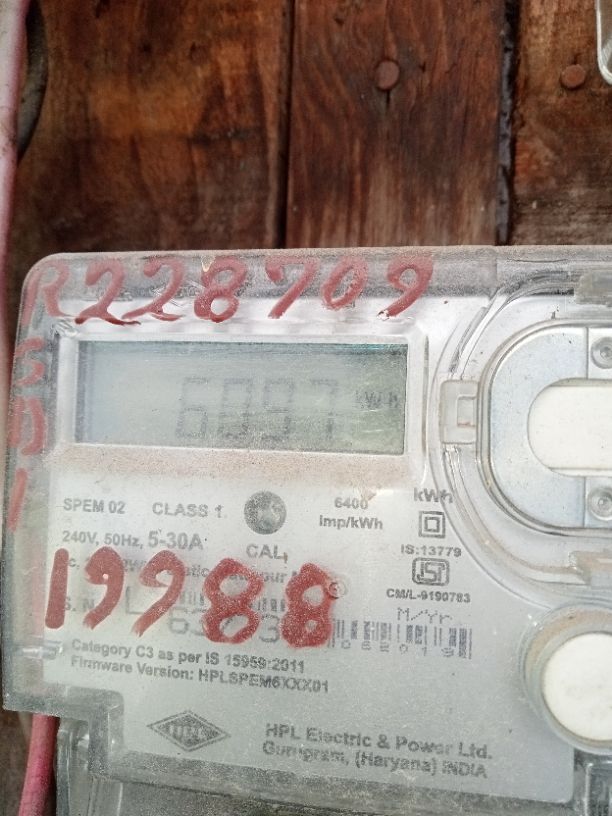 R228709
S
D
1
6097 kWh
SPEM 02 CLASS 1 6400 imp/kWh kWh
240V, 50Hz, 5-30A CAL IS:13779
CM/L-9190783
19988
M/Yr
Category C3 as per IS 15959:2011
Firmware Version: HPLSPEM6XXX01
HPL Electric & Power Ltd.
Gurugram, (Haryana) INDIA